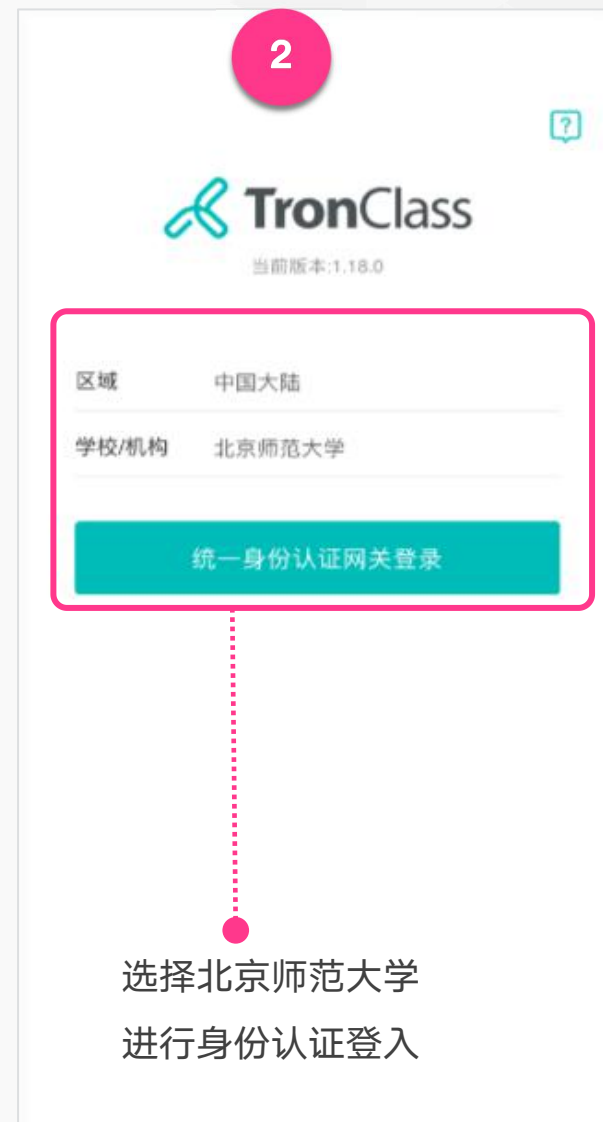 2
?
TronClass
当前版本:1.18.0
区域 中国大陆
学校/机构 北京师范大学
统一身份认证网关登录
选择北京师范大学
进行身份认证登入